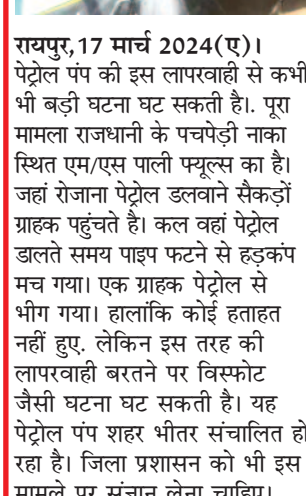 रायपुर,17 मार्च 2024(ए)।
पेट्रोल पंप की इस लापरवाही से कभी
भी बड़ी घटना घट सकती है।. पूरा
मामला राजधानी के पचपेड़ी नाका
स्थित एम/एस पाली फ्यूल्स का है।
जहां रोजाना पेट्रोल डलवाने सैकड़ों
ग्राहक पहुंचते है। कल वहां पेट्रोल
डालते समय पाइप फटने से हड़कंप
मच गया। एक ग्राहक पेट्रोल से
भीग गया। हालांकि कोई हताहत
नहीं हुए. लेकिन इस तरह की
लापरवाही बरतने पर विस्फोट
जैसी घटना घट सकती है। यह
पेट्रोल पंप शहर भीतर संचालित हो
रहा है। जिला प्रशासन को भी इस
मामले पर संज्ञान लेना चाहिए।